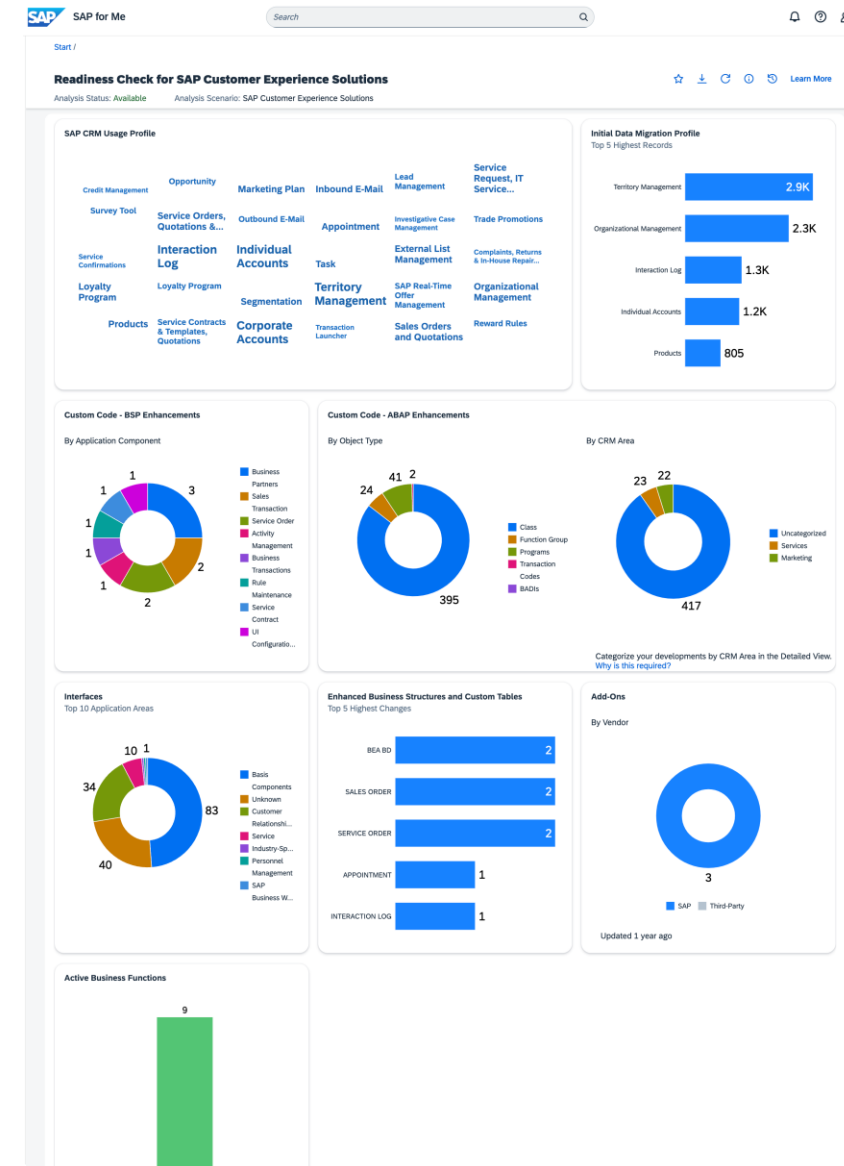 SAP SAP for Me
Search
Start /
Readiness Check for SAP Customer Experience Solutions
Learn More
Analysis Status: Available Analysis Scenario: SAP Customer Experience Solutions
SAP CRM Usage Profile
Credit Management
Opportunity
Marketing Plan
Inbound E-Mail
Lead
Management
Service
Request, IT
Service...
Survey Tool
Service Orders,
Quotations &...
Outbound E-Mail
Appointment
Investigative Case
Management
Trade Promotions
Service
Confirmations
Interaction
Log
Individual
Accounts
Task
External List
Management
Complaints, Returns
& In-House Repair...
Loyalty
Program
Loyalty Program
Segmentation
Territory
Management
SAP Real-Time
Offer
Management
Organizational
Management
Products
Service Contracts
& Templates,
Quotations
Corporate
Accounts
Transaction
Launcher
Sales Orders
and Quotations
Reward Rules
Initial Data Migration Profile
Top 5 Highest Records
Territory Management 2.9K
Organizational Management 2.3K
Interaction Log 1.3K
Individual Accounts 1.2K
Products 805
Custom Code - BSP Enhancements
By Application Component
1
1
3
1
1
2
1
2
Business
Partners
Sales
Transaction
Service Order
Activity
Management
Business
Transactions
Rule
Maintenance
Service
Contract
UI
Configuratio...
Custom Code - ABAP Enhancements
By Object Type
24
41
2
395
Class
Function Group
Programs
Transaction
Codes
BADIs
By CRM Area
23
22
417
Uncategorized
Services
Marketing
Categorize your developments by CRM Area in the Detailed View.
Why is this required?
Interfaces
Top 10 Application Areas
10
1
34
83
40
Basis
Components
Unknown
Customer
Relationshi...
Service
Industry-Sp...
Personnel
Management
SAP
Business W...
Enhanced Business Structures and Custom Tables
Top 5 Highest Changes
BEA BD 2
SALES ORDER 2
SERVICE ORDER 2
APPOINTMENT 1
INTERACTION LOG 1
Add-Ons
By Vendor
3
SAP Third-Party
Updated 1 year ago
Active Business Functions
9